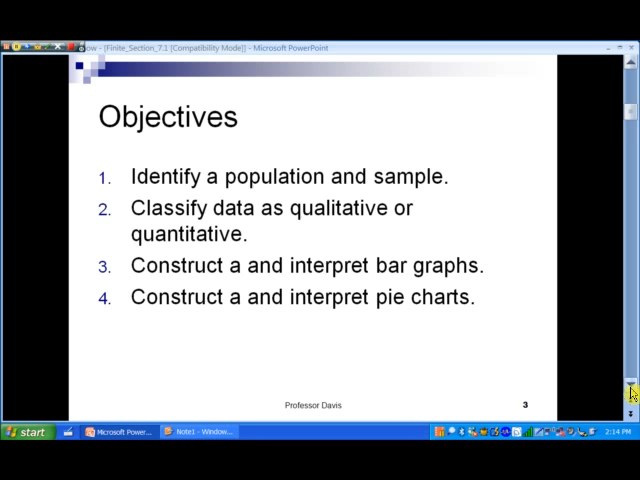 ow - [Finite_Section_7.1 [Compatibility Mode]] - Microsoft PowerPoint
Objectives
1. Identify a population and sample.
2. Classify data as qualitative or
quantitative.
3. Construct a and interpret bar graphs.
4. Construct a and interpret pie charts.
Professor Davis 3
start Microsoft Power... Note1 - Window... 2:14 PM